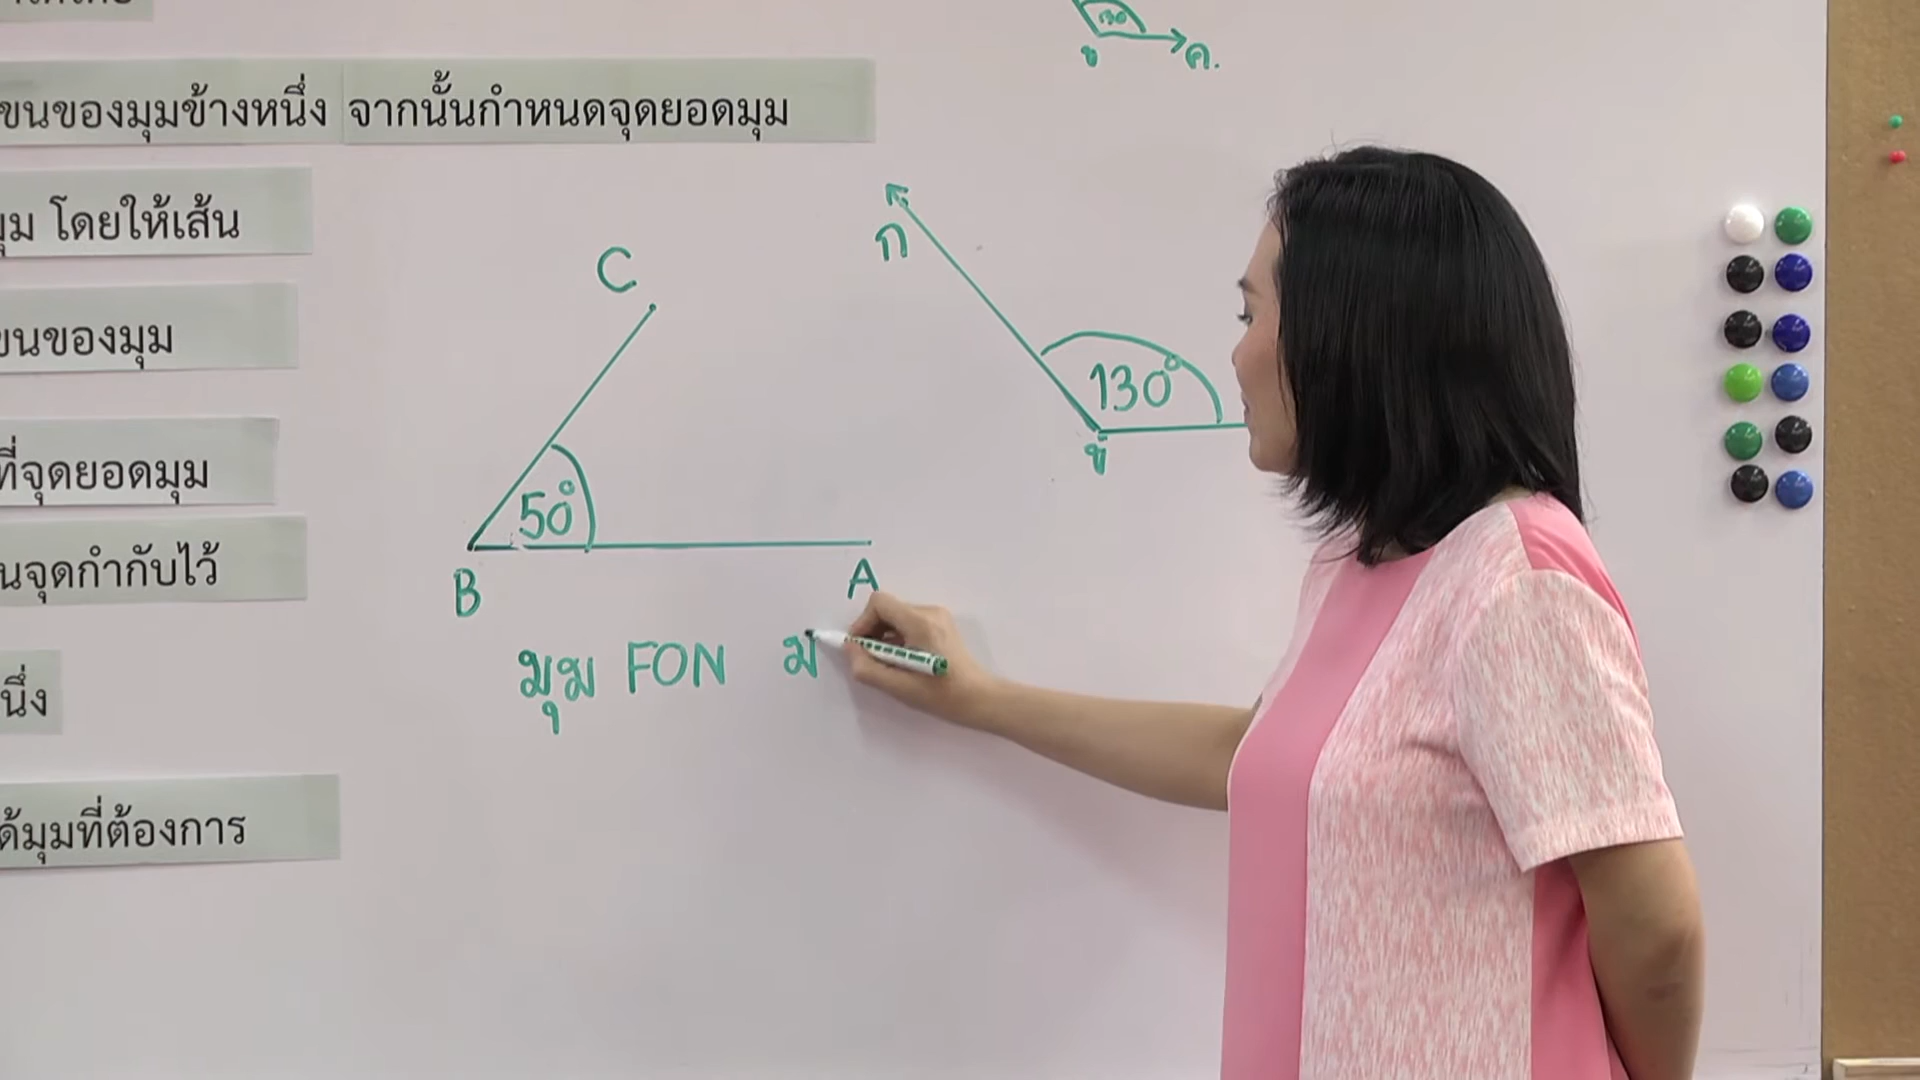 130
ข ค.
ขนของมุมข้างหนึ่ง จากนั้นกำหนดจุดยอดมุม
มุม โดยให้เส้น
ขนของมุม
ที่จุดยอดมุม
นจุดกำกับไว้
นึ่ง
ด้มุมที่ต้องการ
C
50°
B A
ก
130°
ข
มุม FON ม